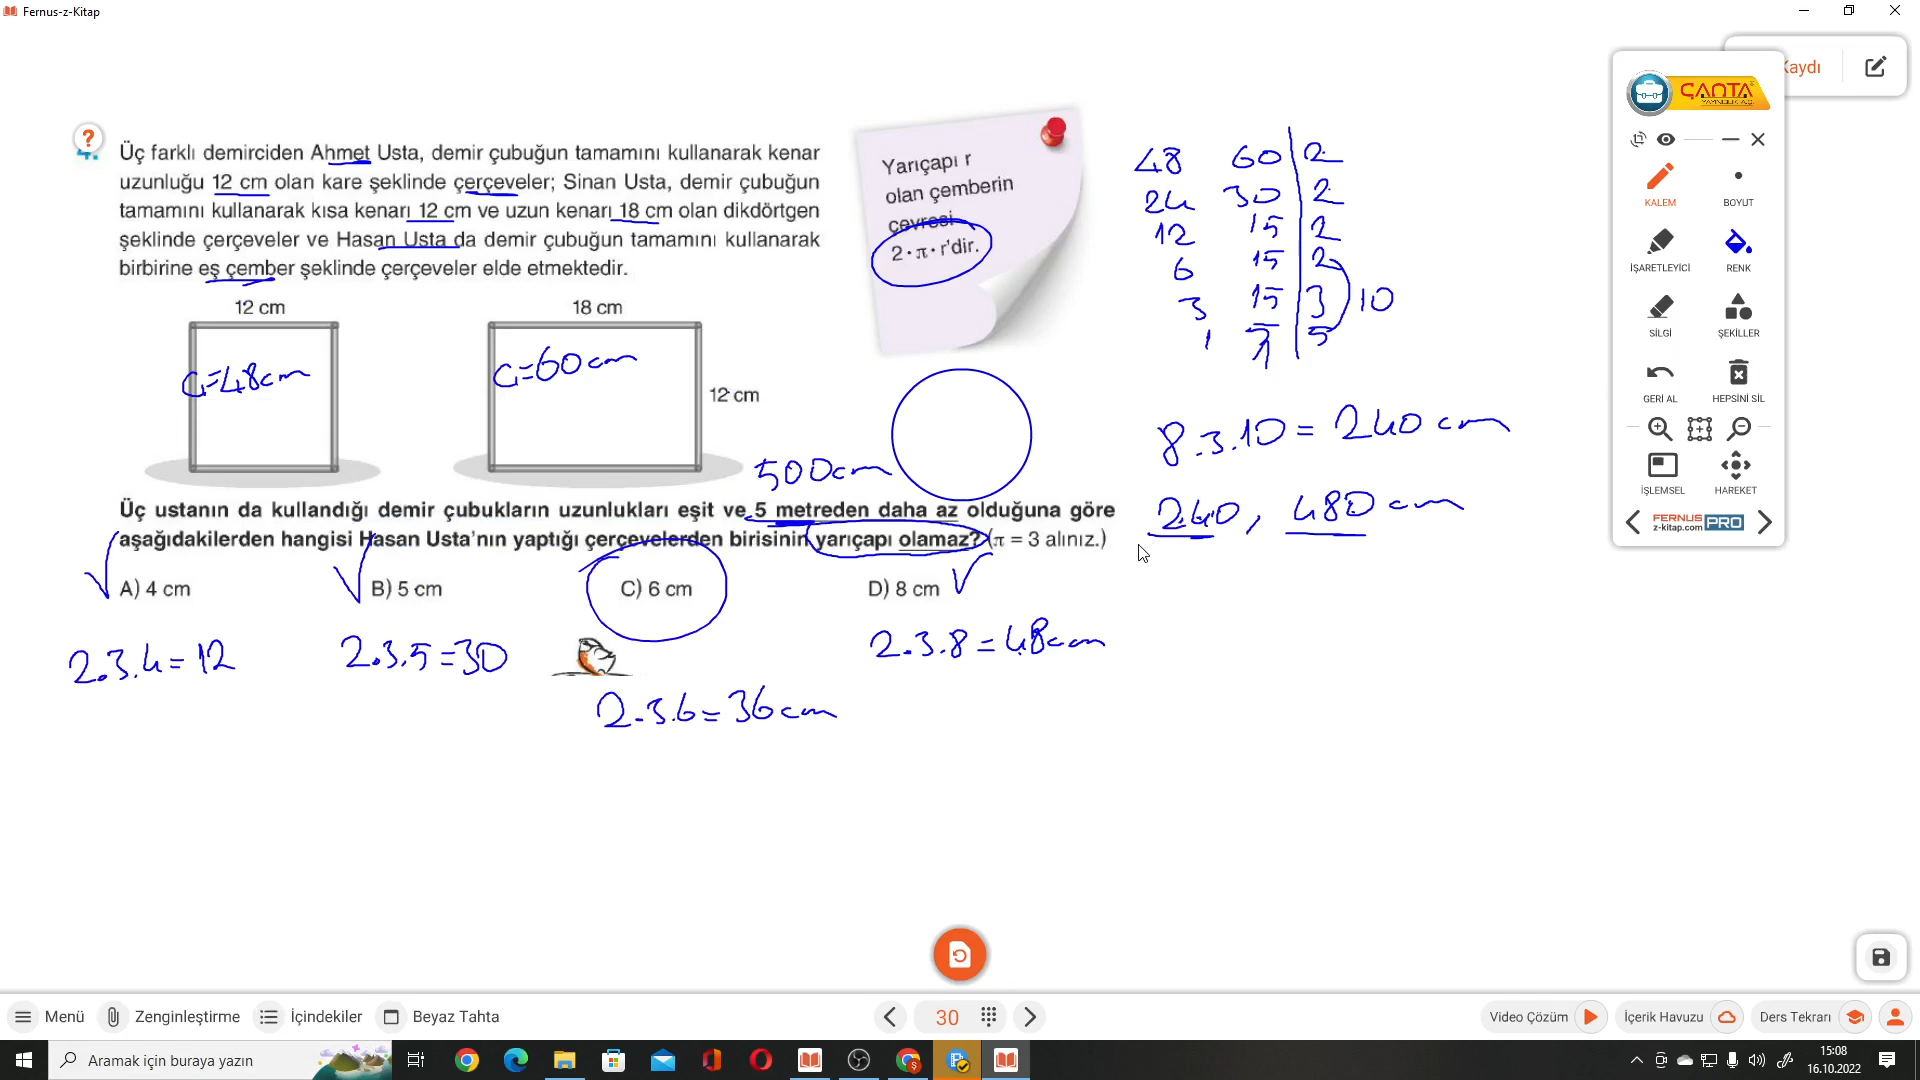 Fernus-z-Kitap
Kaydı
ÇANTA
YAYINCILIK A.Ş.
KALEM
BOYUT
İŞARETLEYİCİ
RENK
SİLGİ
ŞEKİLLER
GERİ AL
HEPSİNİ SİL
İŞLEMSEL
HAREKET
FERNUS PRO
z-kitap.com
?
4.
Üç farklı demirciden Ahmet Usta, demir çubuğun tamamını kullanarak kenar
uzunluğu 12 cm olan kare şeklinde çerçeveler; Sinan Usta, demir çubuğun
tamamını kullanarak kısa kenarı 12 cm ve uzun kenarı 18 cm olan dikdörtgen
şeklinde çerçeveler ve Hasan Usta da demir çubuğun tamamını kullanarak
birbirine eş çember şeklinde çerçeveler elde etmektedir.
Yarıçapı r
olan çemberin
çevresi
2 · π · r'dir.
48 60 2
24 30 2
12 15 2
6 15 2
3 15 3 10
1 5 5
1
12 cm
18 cm
Ç=48cm
Ç=60cm
12 cm
8.3.10 = 240 cm
500cm
240, 480 cm
Üç ustanın da kullandığı demir çubukların uzunlukları eşit ve 5 metreden daha az olduğuna göre
aşağıdakilerden hangisi Hasan Usta'nın yaptığı çerçevelerden birisinin yarıçapı olamaz? (π = 3 alınız.)
A) 4 cm
B) 5 cm
C) 6 cm
D) 8 cm
2.3.4=12
2.3.5=30
2.3.6=36cm
2.3.8=48cm
Menü
Zenginleştirme
İçindekiler
Beyaz Tahta
30
Video Çözüm
İçerik Havuzu
Ders Tekrarı
Aramak için buraya yazın
15:08
16.10.2022